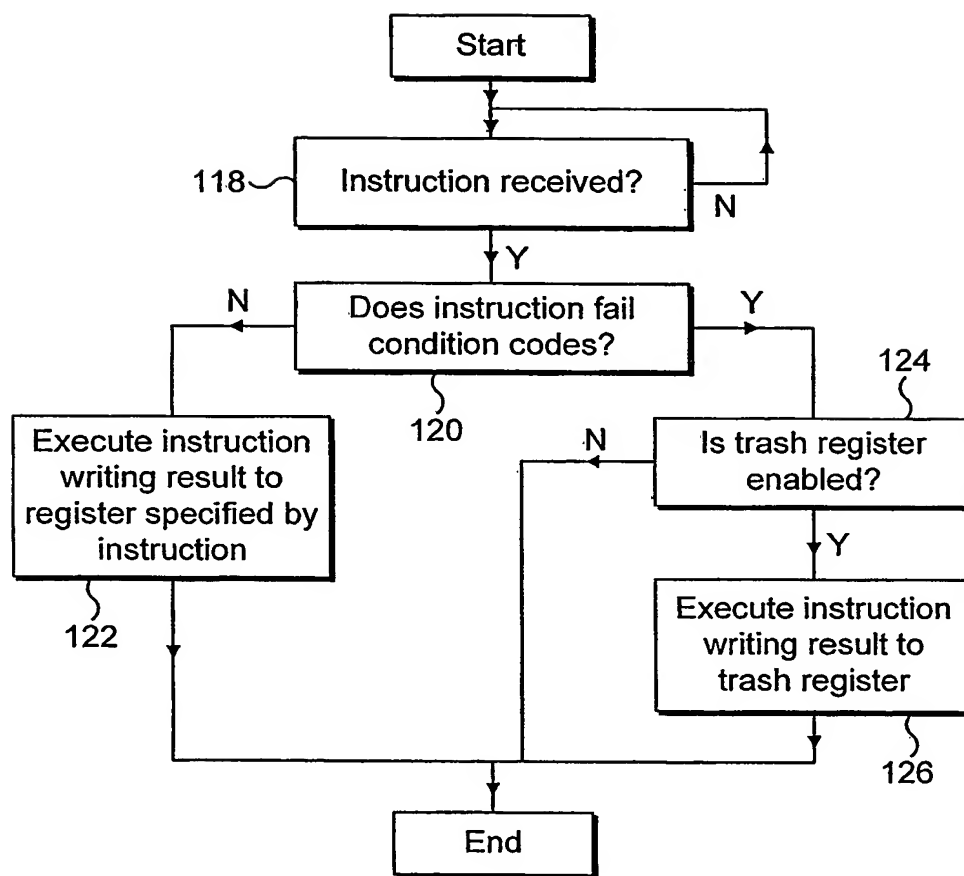 Start
118
Instruction received?
N
Y
N
Does instruction fail
condition codes?
Y
120
124
Execute instruction
writing result to
register specified by
instruction
N
Is trash register
enabled?
122
Y
Execute instruction
writing result to
trash register
126
End